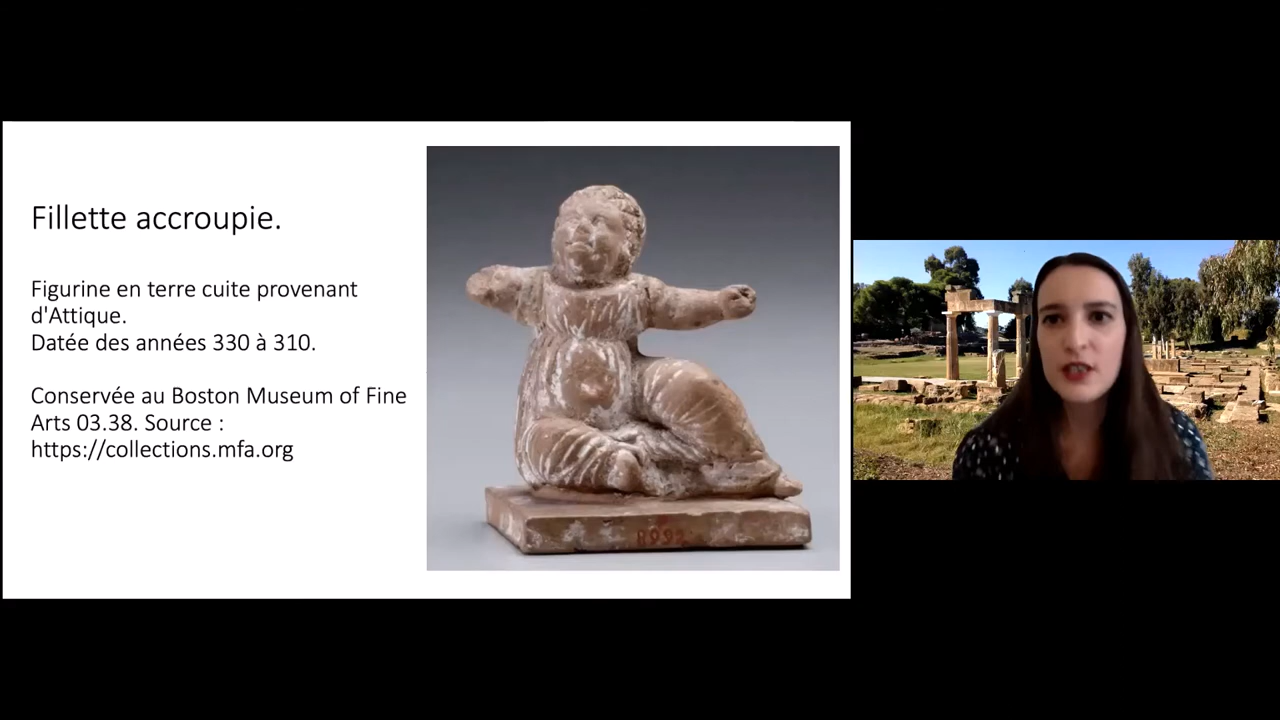 Fillette accroupie.
Figurine en terre cuite provenant
d'Attique.
Datée des années 330 à 310.
Conservée au Boston Museum of Fine
Arts 03.38. Source :
https://collections.mfa.org
8992